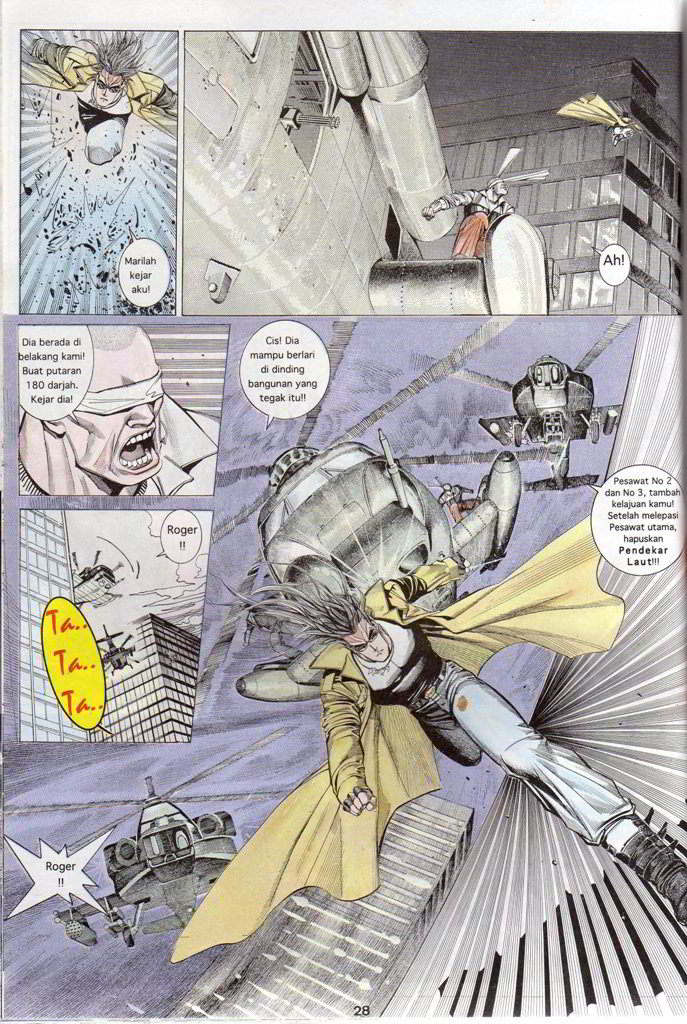 Marilah
kejar
aku!
Ah!
Dia berada di
belakang kami!
Buat putaran
180 darjah.
Kejar dia!
Cis! Dia
mampu berlari
di dinding
bangunan yang
tegak itu!!
Pesawat No 2
dan No 3, tambah
kelajuan kamu!
Setelah melepasi
Pesawat utama,
hapuskan
Pendekar
Laut!!!
Roger
!!
Ta..
Ta..
Ta..
Roger
!!
28